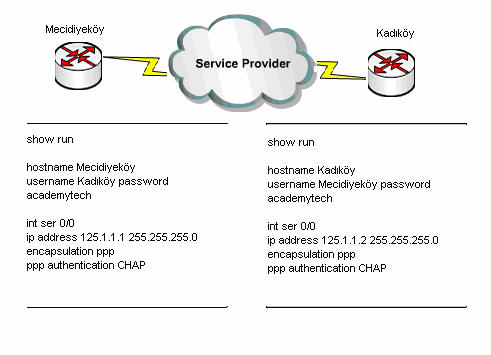 Mecidiyeköy
Kadıköy
Service Provider
show run
hostname Mecidiyeköy
username Kadıköy password
academytech
int ser 0/0
ip address 125.1.1.1 255.255.255.0
encapsulation ppp
ppp authentication CHAP
show run
hostname Kadıköy
username Mecidiyeköy password
academytech
int ser 0/0
ip address 125.1.1.2 255.255.255.0
encapsulation ppp
ppp authentication CHAP